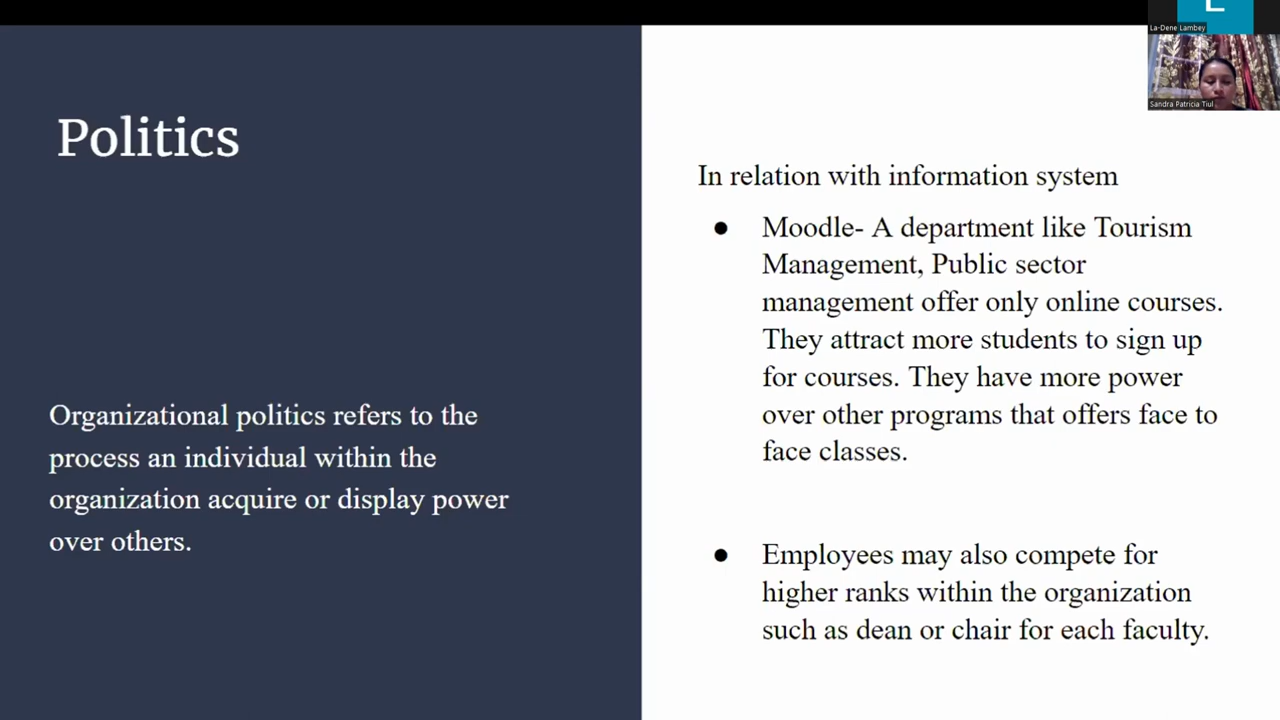 L
La-Dene Lambey
Sandra Patricia Tiul
Politics
Organizational politics refers to the
process an individual within the
organization acquire or display power
over others.
In relation with information system
● Moodle- A department like Tourism
Management, Public sector
management offer only online courses.
They attract more students to sign up
for courses. They have more power
over other programs that offers face to
face classes.
● Employees may also compete for
higher ranks within the organization
such as dean or chair for each faculty.